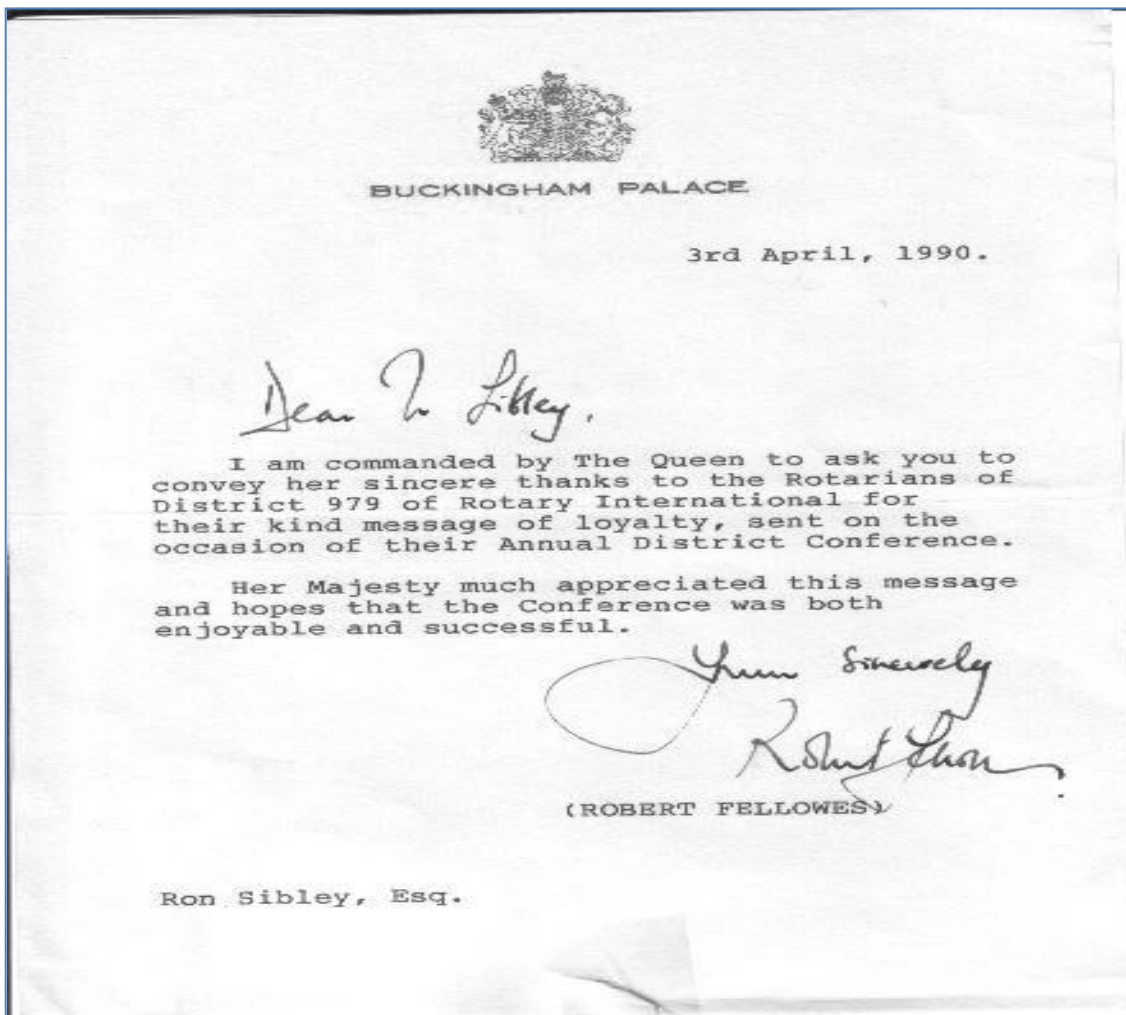 BUCKINGHAM PALACE
3rd April, 1990.
Dear Mr Sibley,
I am commanded by The Queen to ask you to
convey her sincere thanks to the Rotarians of
District 979 of Rotary International for
their kind message of loyalty, sent on the
occasion of their Annual District Conference.
Her Majesty much appreciated this message
and hopes that the Conference was both
enjoyable and successful.
Yours sincerely
Robert Fellowes
(ROBERT FELLOWES)
Ron Sibley, Esq.